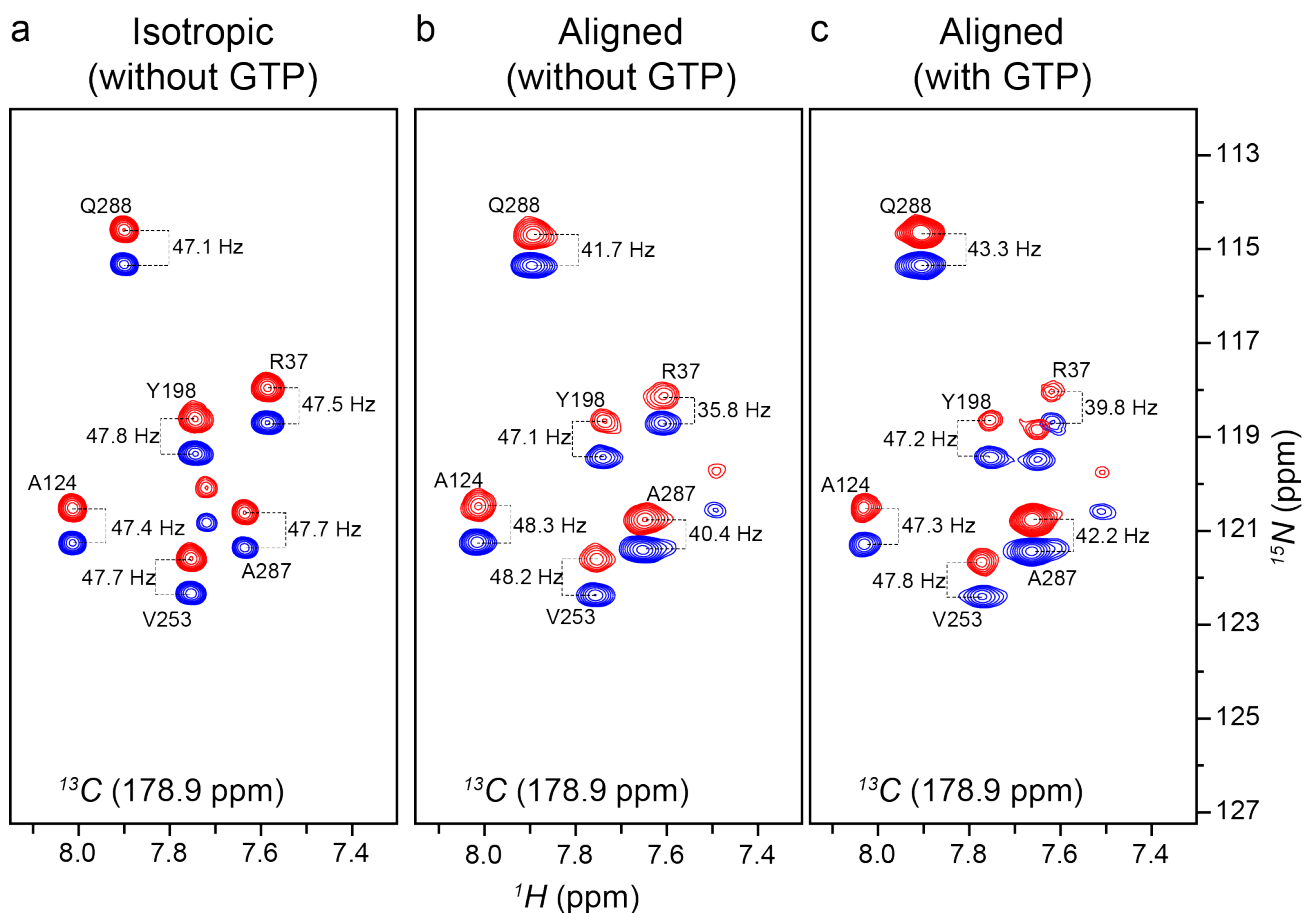 a
Isotropic
(without GTP)
Q288
47.1 Hz
R37
Y198
47.5 Hz
47.8 Hz
A124
47.4 Hz
47.7 Hz
47.7 Hz
A287
V253
13C (178.9 ppm)
8.0
7.8
7.6
7.4
b
Aligned
(without GTP)
Q288
41.7 Hz
R37
Y198
35.8 Hz
47.1 Hz
A124
A287
48.3 Hz
40.4 Hz
48.2 Hz
V253
13C (178.9 ppm)
8.0
7.8
7.6
7.4
c
Aligned
(with GTP)
Q288
43.3 Hz
R37
Y198
39.8 Hz
47.2 Hz
A124
47.3 Hz
42.2 Hz
47.8 Hz
A287
V253
13C (178.9 ppm)
8.0
7.8
7.6
7.4
113
115
117
119
121
123
125
127
15N (ppm)
1H (ppm)